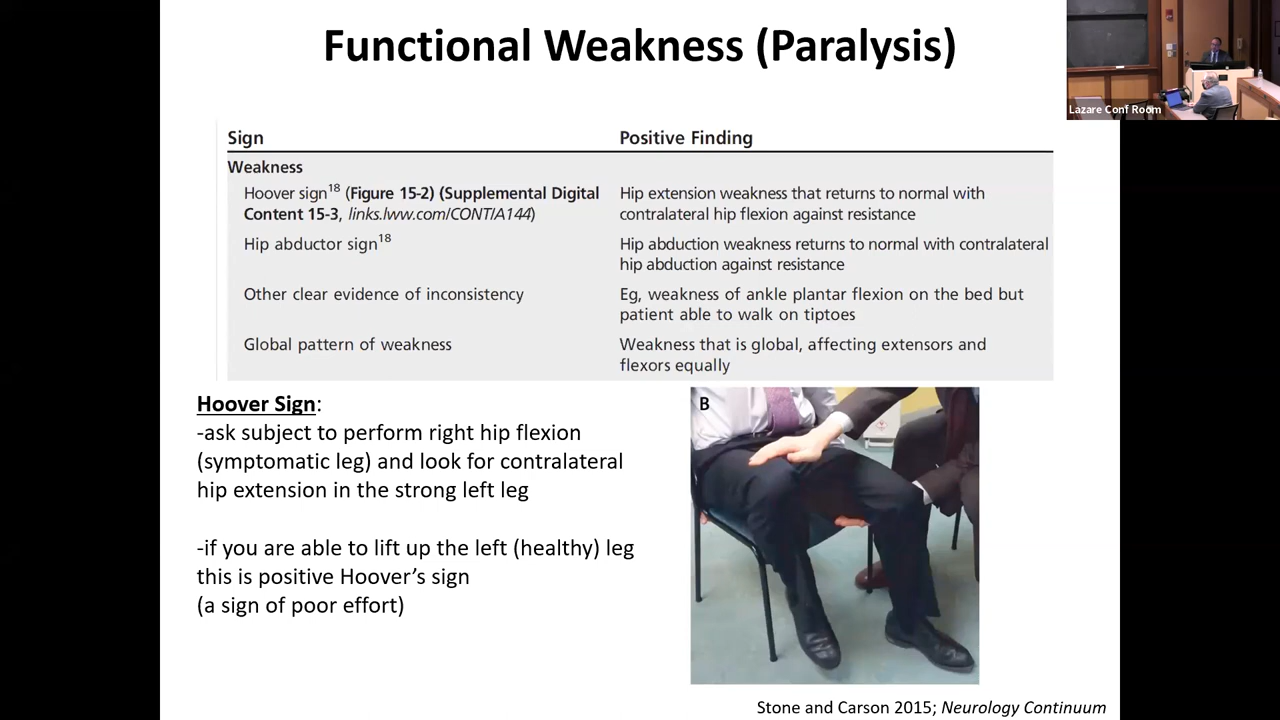 Functional Weakness (Paralysis)
Lazare Conf Room
Sign Positive Finding
Weakness
Hoover sign18 (Figure 15-2) (Supplemental Digital Hip extension weakness that returns to normal with
Content 15-3, links.lww.com/CONT/A144) contralateral hip flexion against resistance
Hip abductor sign18 Hip abduction weakness returns to normal with contralateral
hip abduction against resistance
Other clear evidence of inconsistency Eg, weakness of ankle plantar flexion on the bed but
patient able to walk on tiptoes
Global pattern of weakness Weakness that is global, affecting extensors and
flexors equally
Hoover Sign:
-ask subject to perform right hip flexion
(symptomatic leg) and look for contralateral
hip extension in the strong left leg
-if you are able to lift up the left (healthy) leg
this is positive Hoover’s sign
(a sign of poor effort)
B
Stone and Carson 2015; Neurology Continuum